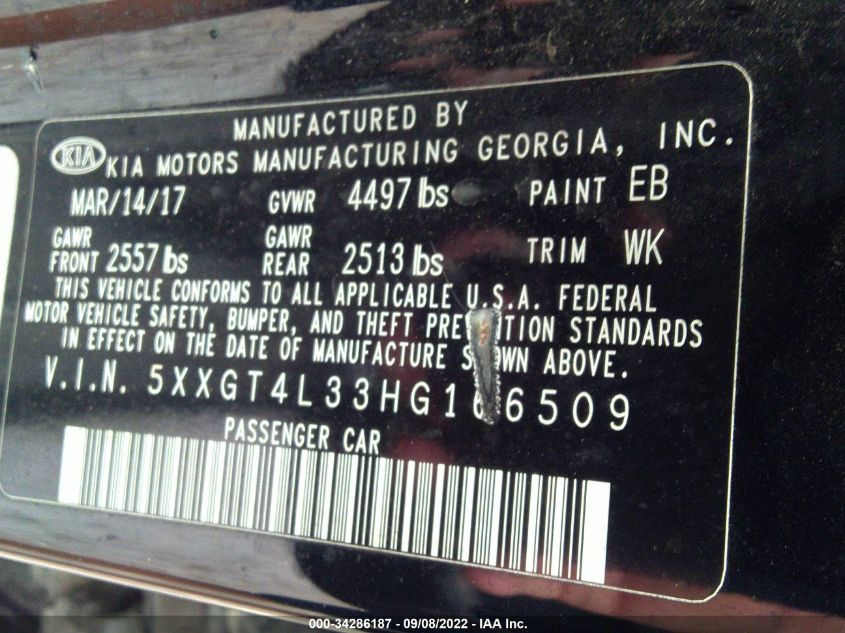 MANUFACTURED BY
KIA KIA MOTORS MANUFACTURING GEORGIA, INC.
MAR/14/17 GVWR 4497 lbs PAINT EB
GAWR FRONT 2557 lbs GAWR REAR 2513 lbs TRIM WK
THIS VEHICLE CONFORMS TO ALL APPLICABLE U.S.A. FEDERAL
MOTOR VEHICLE SAFETY, BUMPER, AND THEFT PREVENTION STANDARDS
IN EFFECT ON THE DATE OF MANUFACTURE SHOWN ABOVE.
V.I.N. 5XXGT4L33HG166509
PASSENGER CAR
000-34286187 - 09/08/2022 - IAA Inc.